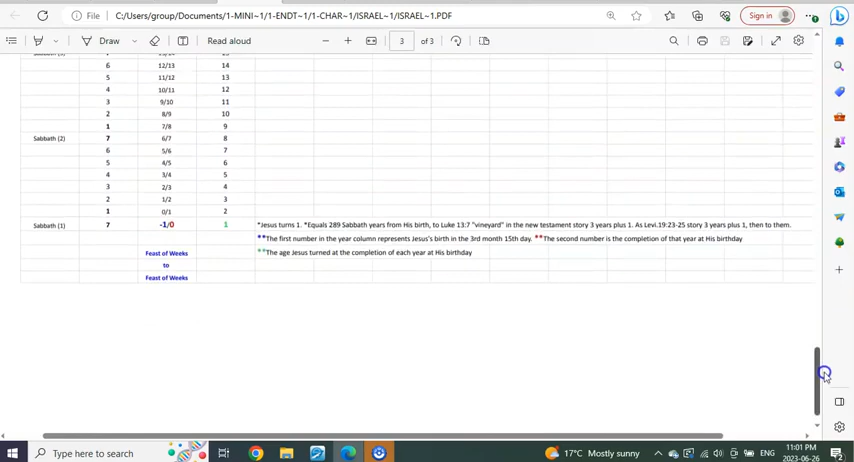 File
C:/Users/group/Documents/1-MINI~1/1-ENDT~1/1-CHAR~1/ISRAEL~1/ISRAEL~1.PDF
Sign in
Draw
Read aloud
3 of 3
6 12/13 14
5 11/12 13
4 10/11 12
3 9/10 11
2 8/9 10
1 7/8 9
Sabbath (2) 7 6/7 8
6 5/6 7
5 4/5 6
4 3/4 5
3 2/3 4
2 1/2 3
1 0/1 2
Sabbath (1) 7 -1/0 1 *Jesus turns 1. *Equals 289 Sabbath years from His birth, to Luke 13:7 "vineyard" in the new testament story 3 years plus 1. As Levi.19:23-25 story 3 years plus 1, then to them.
**The first number in the year column represents Jesus's birth in the 3rd month 15th day. **The second number is the completion of that year at His birthday
Feast of Weeks **The age Jesus turned at the completion of each year at His birthday
to
Feast of Weeks
Type here to search
17°C Mostly sunny
ENG
11:01 PM
2023-06-26
2